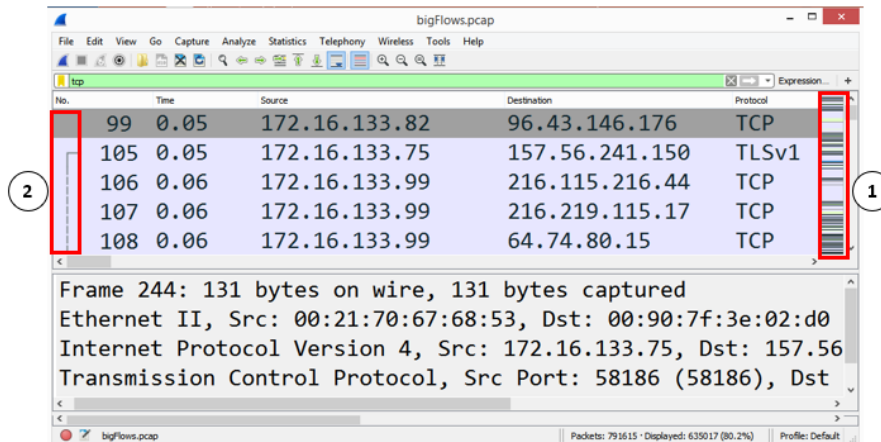 bigFlows.pcap
File Edit View Go Capture Analyze Statistics Telephony Wireless Tools Help
tcp Expression... +
No. Time Source Destination Protocol
99 0.05 172.16.133.82 96.43.146.176 TCP
105 0.05 172.16.133.75 157.56.241.150 TLSv1
106 0.06 172.16.133.99 216.115.216.44 TCP
107 0.06 172.16.133.99 216.219.115.17 TCP
108 0.06 172.16.133.99 64.74.80.15 TCP
2
1
Frame 244: 131 bytes on wire, 131 bytes captured
Ethernet II, Src: 00:21:70:67:68:53, Dst: 00:90:7f:3e:02:d0
Internet Protocol Version 4, Src: 172.16.133.75, Dst: 157.56
Transmission Control Protocol, Src Port: 58186 (58186), Dst
bigFlows.pcap Packets: 791615 · Displayed: 635017 (80.2%) Profile: Default